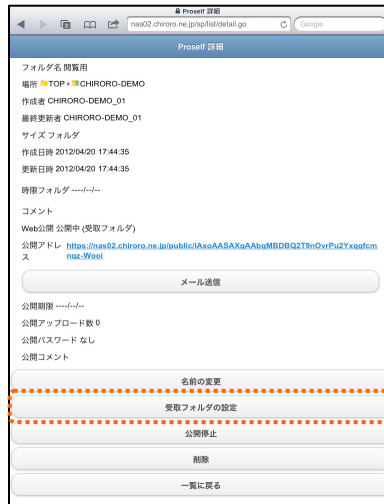 Proself 詳細
nas02.chiroro.ne.jp/sp/list/detail.go
Google
Proself 詳細
フォルダ名 閲覧用
場所 TOP › CHIRORO-DEMO
作成者 CHIRORO-DEMO_01
最終更新者 CHIRORO-DEMO_01
サイズ フォルダ
作成日時 2012/04/20 17:44:35
更新日時 2012/04/20 17:44:35
時限フォルダ ----/--/--
コメント
Web公開 公開中 (受取フォルダ)
公開アドレ https://nas02.chiroro.ne.jp/public/IAxoAASAXgAAbgMBDBQ2T9nOvrPu2Yxqgfcm
ス ngz-Wooi
メール送信
公開期限 ----/--/--
公開アップロード数 0
公開パスワード なし
公開コメント
名前の変更
受取フォルダの設定
公開停止
削除
一覧に戻る